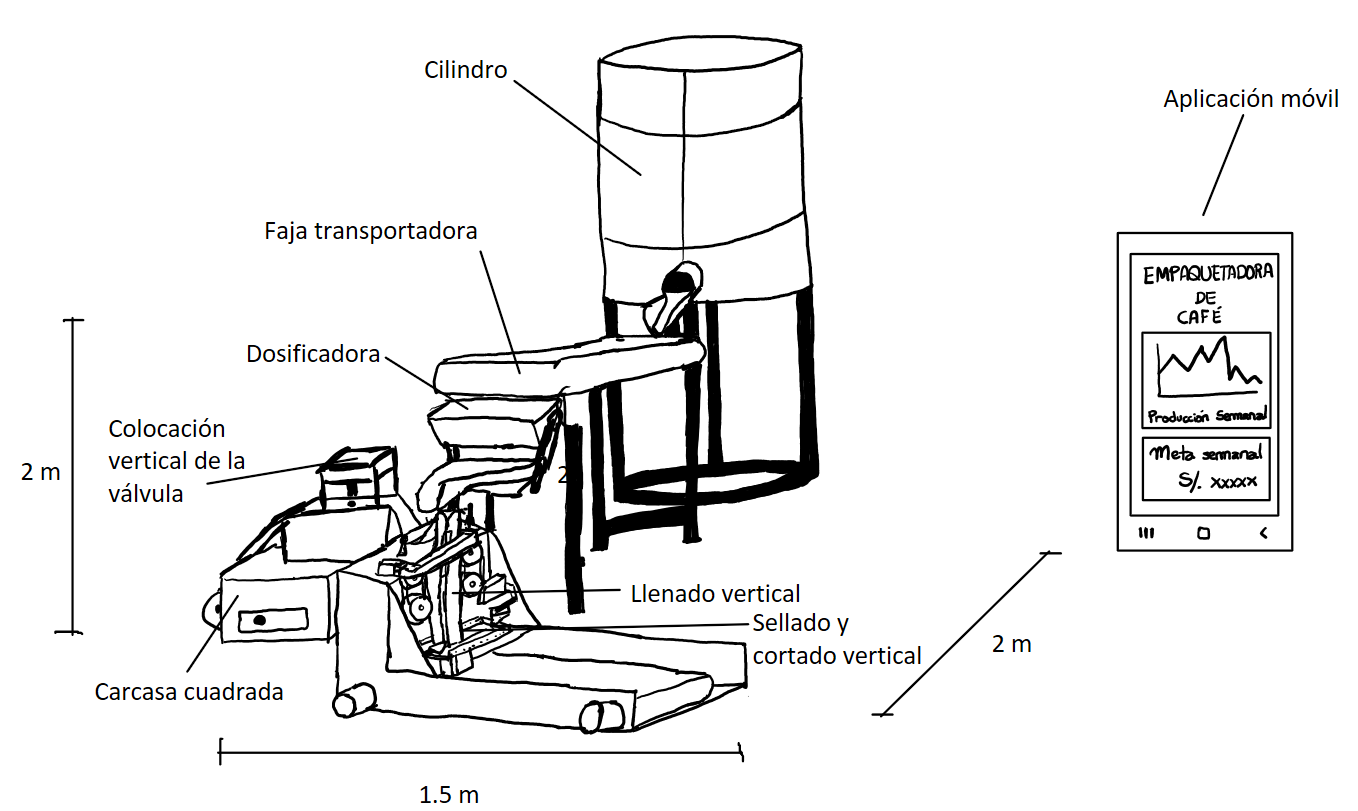 Cilindro
Aplicación móvil
Faja transportadora
Dosificadora
Colocación
vertical de la
válvula
2 m
2
Llenado vertical
Sellado y
cortado vertical
2 m
Carcasa cuadrada
1.5 m
EMPAQUETADORA
DE
CAFÉ
Producción Semanal
Meta semanal
S/. xxxxx